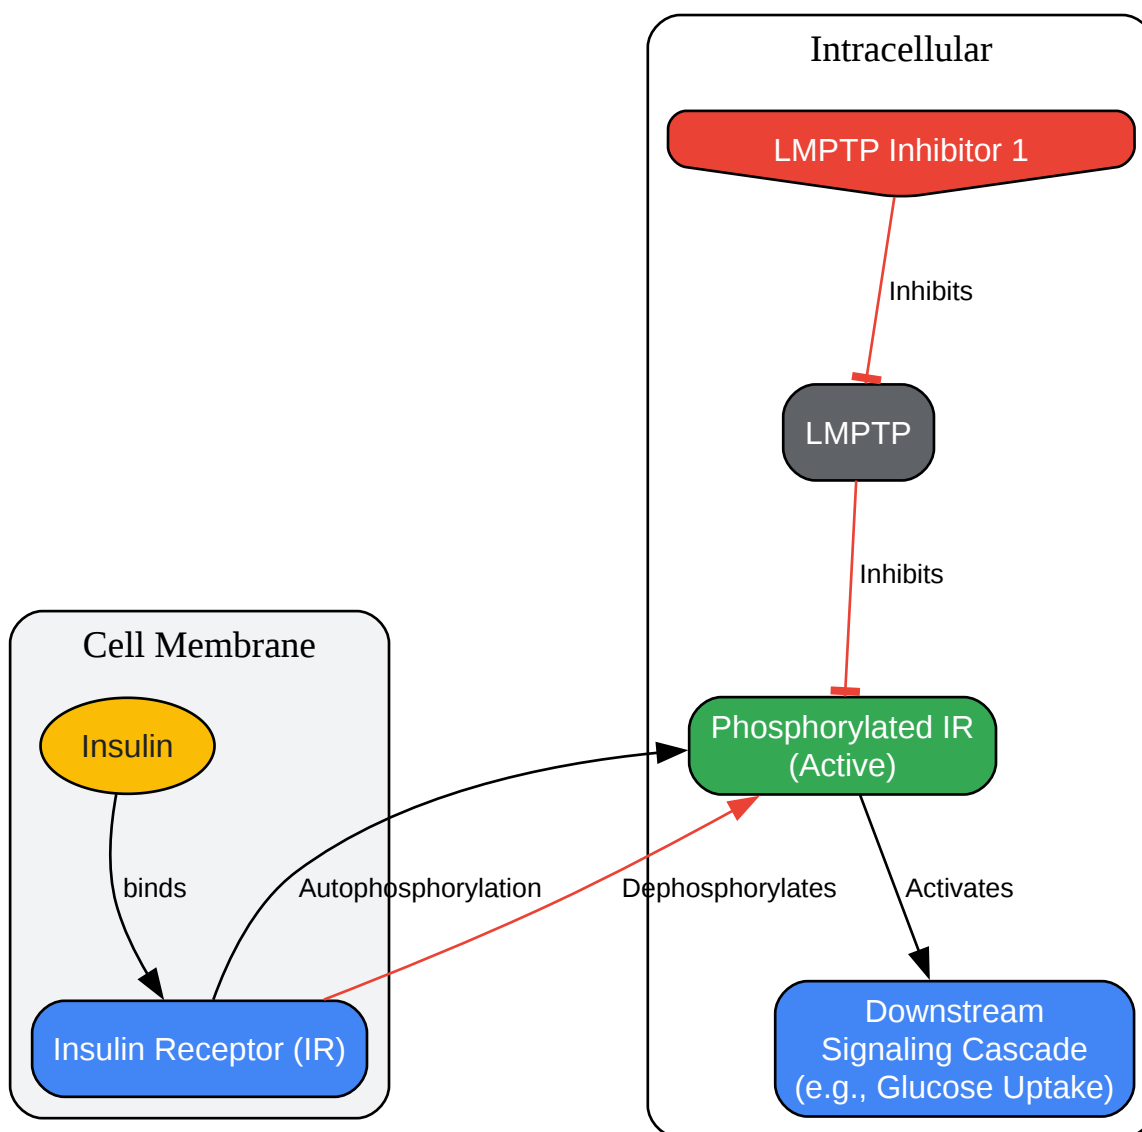 Intracellular
LMPTP Inhibitor 1
Inhibits
LMPTP
Inhibits
Cell Membrane
Insulin
Phosphorylated IR
(Active)
binds
Autophosphorylation
Dephosphorylates
Activates
Insulin Receptor (IR)
Downstream
Signaling Cascade
(e.g., Glucose Uptake)